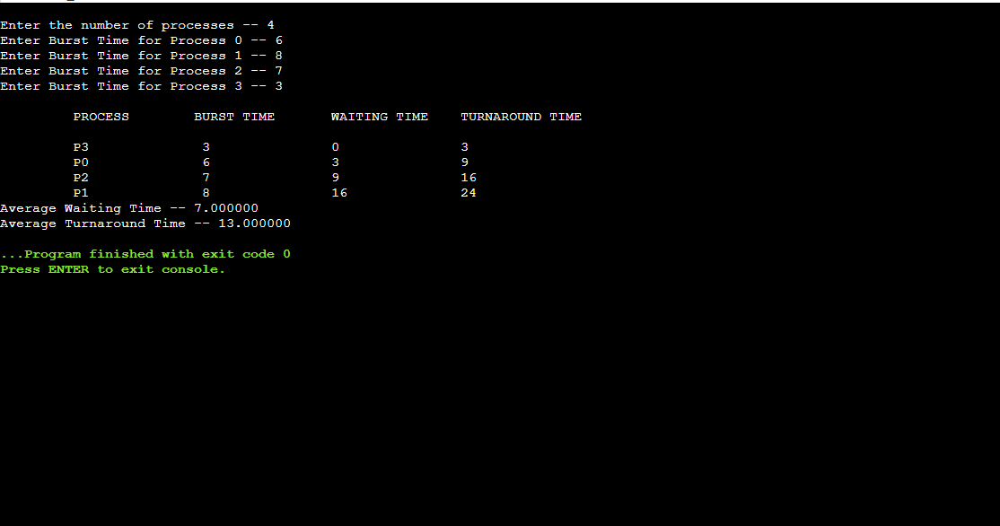 Enter the number of processes -- 4
Enter Burst Time for Process 0 -- 6
Enter Burst Time for Process 1 -- 8
Enter Burst Time for Process 2 -- 7
Enter Burst Time for Process 3 -- 3
PROCESS BURST TIME WAITING TIME TURNAROUND TIME
P3 3 0 3
P0 6 3 9
P2 7 9 16
P1 8 16 24
Average Waiting Time -- 7.000000
Average Turnaround Time -- 13.000000
...Program finished with exit code 0
Press ENTER to exit console.